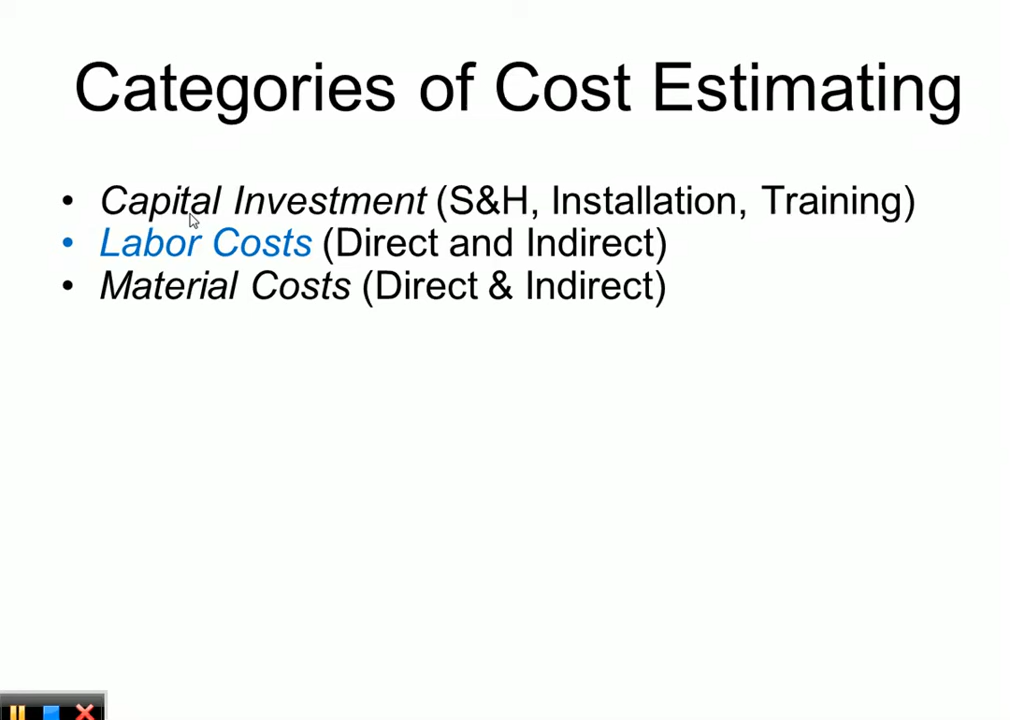 Categories of Cost Estimating
• Capital Investment (S&H, Installation, Training)
• Labor Costs (Direct and Indirect)
• Material Costs (Direct & Indirect)